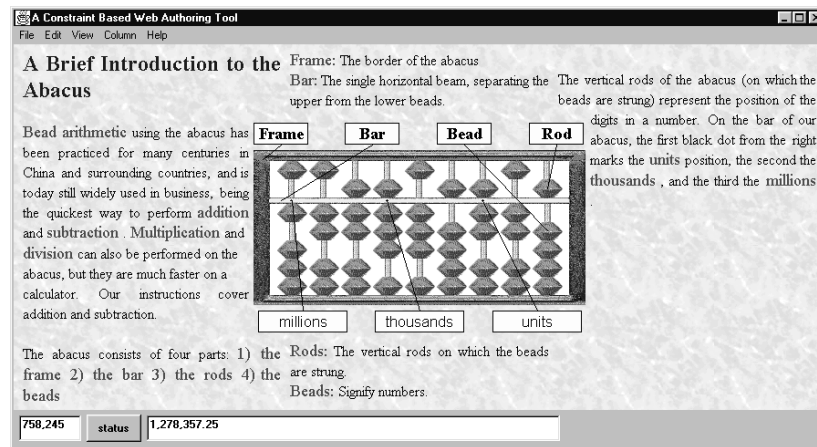 A Constraint Based Web Authoring Tool
File Edit View Column Help
A Brief Introduction to the
Abacus
Bead arithmetic using the abacus has
been practiced for many centuries in
China and surrounding countries, and is
today still widely used in business, being
the quickest way to perform addition
and subtraction . Multiplication and
division can also be performed on the
abacus, but they are much faster on a
calculator. Our instructions cover
addition and subtraction.
The abacus consists of four parts: 1) the
frame 2) the bar 3) the rods 4) the
beads
Frame: The border of the abacus
Bar: The single horizontal beam, separating the
upper from the lower beads.
Frame Bar Bead Rod
millions thousands units
Rods: The vertical rods on which the beads
are strung.
Beads: Signify numbers.
The vertical rods of the abacus (on which the
beads are strung) represent the position of the
digits in a number. On the bar of our
abacus, the first black dot from the right
marks the units position, the second the
thousands , and the third the millions
.
758,245 status 1,278,357.25